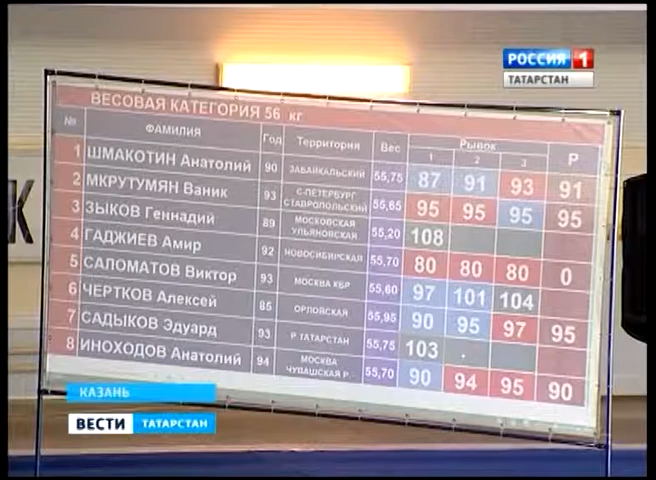 РОССИЯ 1
ТАТАРСТАН
ВЕСОВАЯ КАТЕГОРИЯ 56 кг
№ ФАМИЛИЯ Год Территория Вес Рывок Р
1 2 3
1 ШМАКОТИН Анатолий 90 ЗАБАЙКАЛЬСКИЙ 55,75 87 91 93 91
2 МКРУТУМЯН Ваник 93 С-ПЕТЕРБУРГ СТАВРОПОЛЬСКИЙ 55,65 95 95 95 95
3 ЗЫКОВ Геннадий 89 МОСКОВСКАЯ УЛЬЯНОВСКАЯ 55,20 108
4 ГАДЖИЕВ Амир 92 НОВОСИБИРСКАЯ 55,70 80 80 80 0
5 САЛОМАТОВ Виктор 93 МОСКВА КБР 55,60 97 101 104
6 ЧЕРТКОВ Алексей 85 ОРЛОВСКАЯ 55,95 90 95 97 95
7 САДЫКОВ Эдуард 93 Р ТАТАРСТАН 55,75 103 .
8 ИНОХОДОВ Анатолий 94 МОСКВА ЧУВАШСКАЯ Р 55,70 90 94 95 90
КАЗАНЬ
ВЕСТИ ТАТАРСТАН